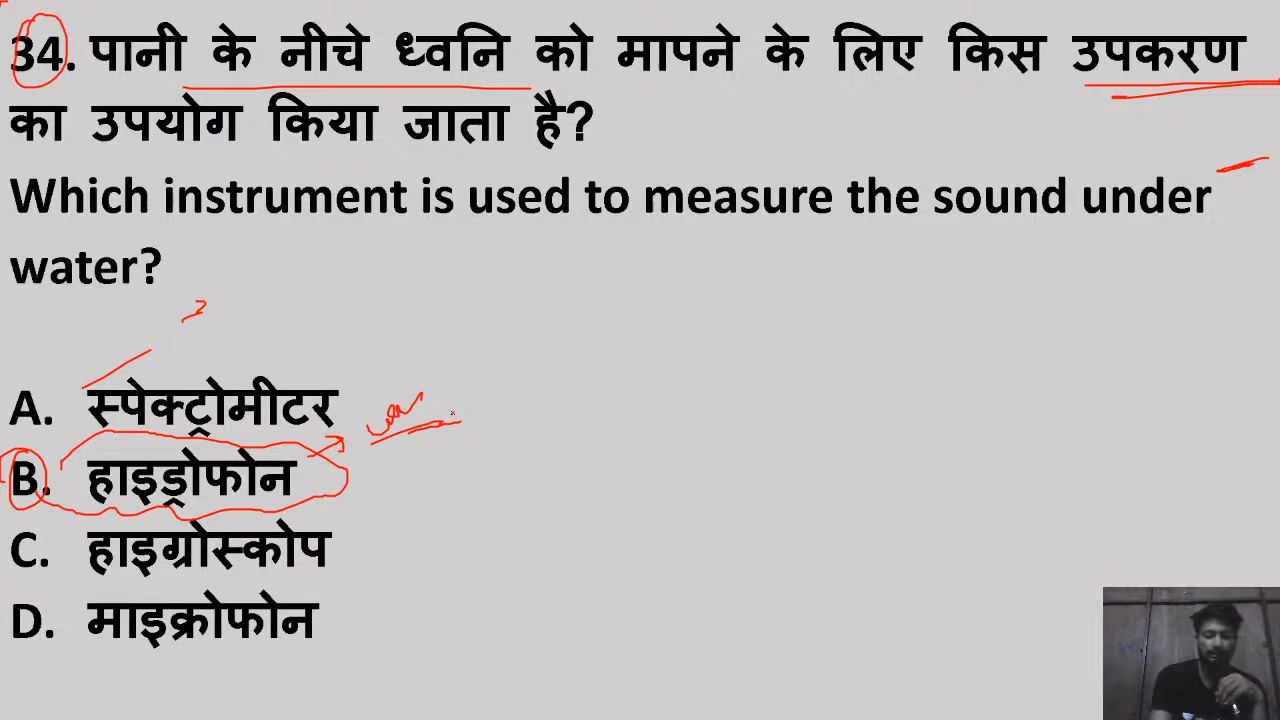 34. पानी के नीचे ध्वनि को मापने के लिए किस उपकरण
का उपयोग किया जाता है?
Which instrument is used to measure the sound under
water?
A. स्पेक्ट्रोमीटर
B. हाइड्रोफोन
C. हाइग्रोस्कोप
D. माइक्रोफोन